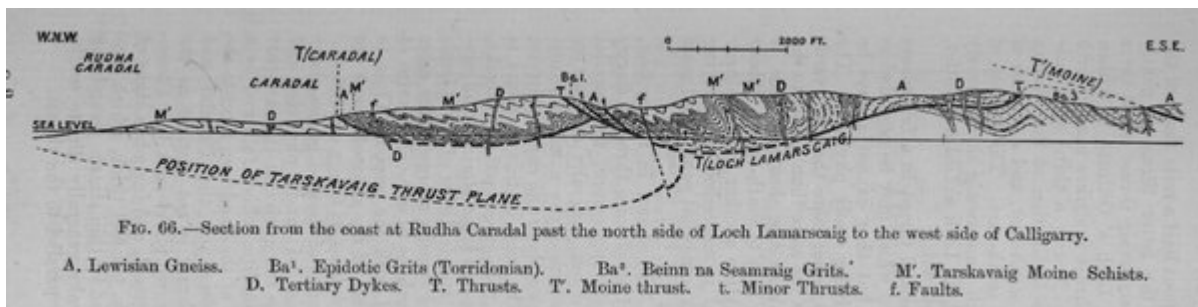 W.N.W.
RUDHA
CARADAL
T(CARADAL)
CARADAL
0 2000 FT.
E.S.E.
T'(MOINE)
A M'
M' D f M' D T Ba.1. t A t f M' M' D A D T A
SEA LEVEL
D
T(LOCH LAMARSCAIG)
POSITION OF TARSKAVAIG THRUST PLANE
FIG. 66.—Section from the coast at Rudha Caradal past the north side of Loch Lamarscaig to the west side of Calligarry.
A. Lewisian Gneiss. Ba¹. Epidotic Grits (Torridonian). Ba². Beinn na Seamraig Grits. M'. Tarskavaig Moine Schists.
D. Tertiary Dykes. T. Thrusts. T'. Moine thrust. t. Minor Thrusts. f. Faults.